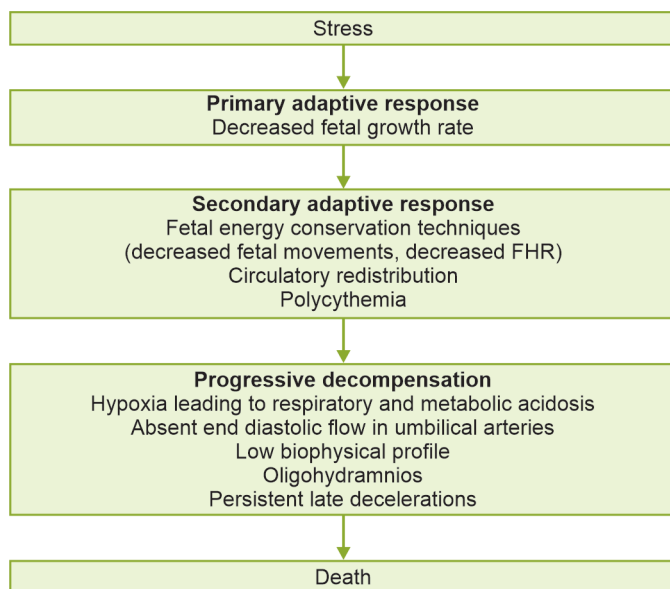 Stress
Primary adaptive response
Decreased fetal growth rate
Secondary adaptive response
Fetal energy conservation techniques
(decreased fetal movements, decreased FHR)
Circulatory redistribution
Polycythemia
Progressive decompensation
Hypoxia leading to respiratory and metabolic acidosis
Absent end diastolic flow in umbilical arteries
Low biophysical profile
Oligohydramnios
Persistent late decelerations
Death